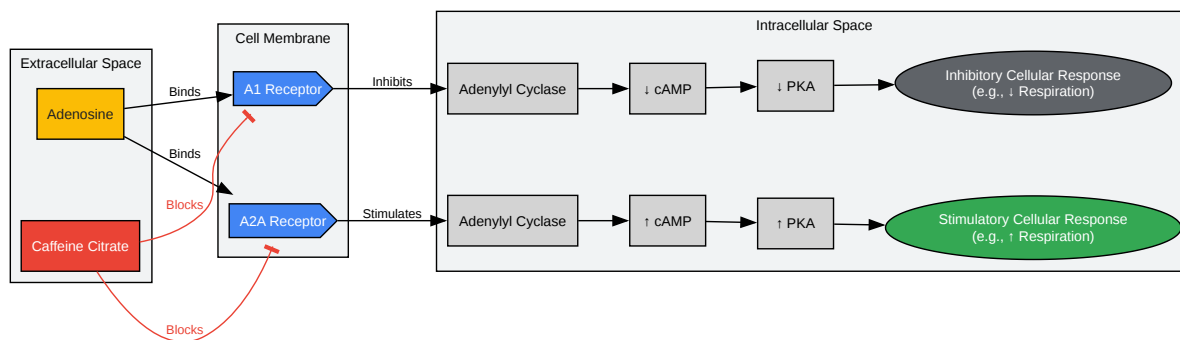 Intracellular Space
Cell Membrane
Extracellular Space
Adenosine
Binds
Binds
A1 Receptor
Inhibits
Adenylyl Cyclase
↓ cAMP
↓ PKA
Inhibitory Cellular Response
(e.g., ↓ Respiration)
Caffeine Citrate
Blocks
Blocks
A2A Receptor
Stimulates
Adenylyl Cyclase
↑ cAMP
↑ PKA
Stimulatory Cellular Response
(e.g., ↑ Respiration)